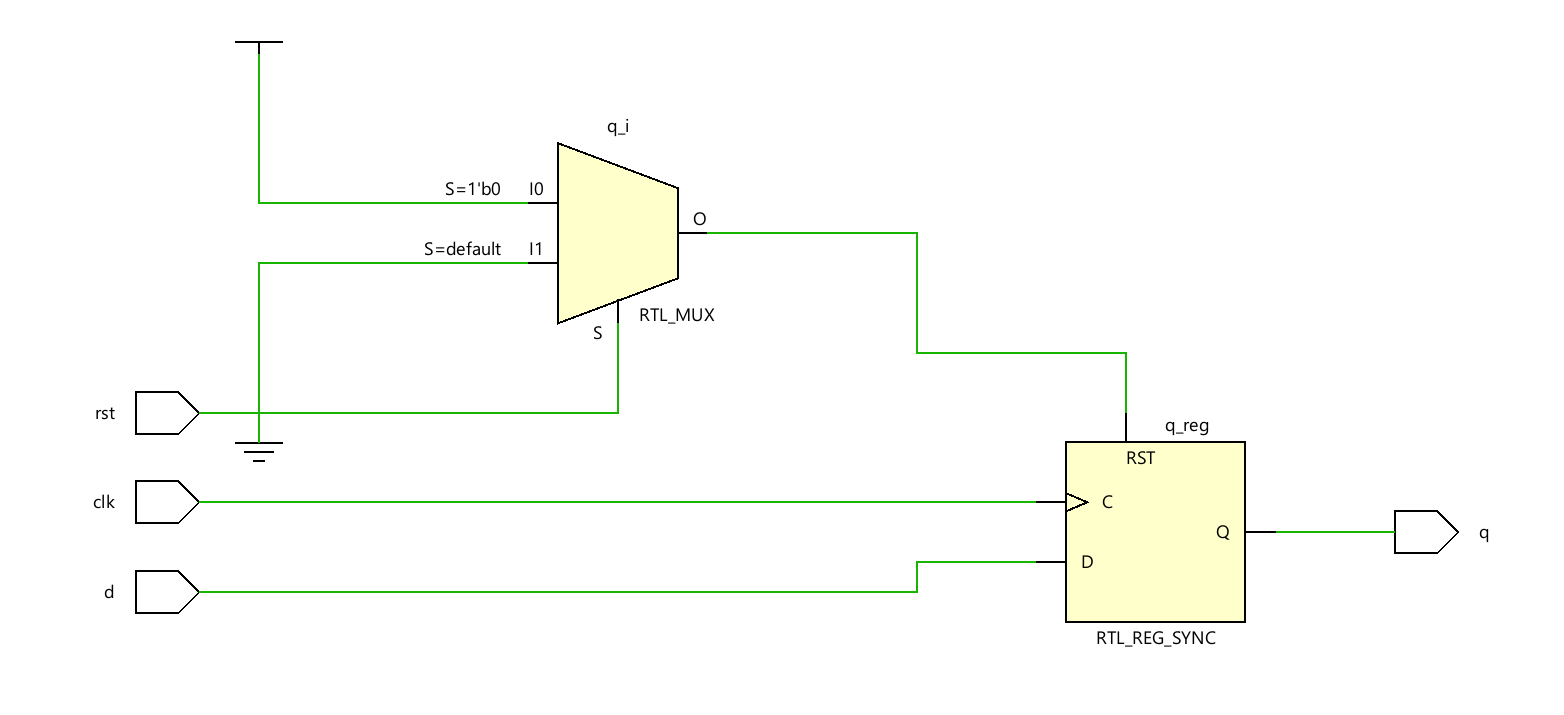 q_i
S=1'b0 I0
O
S=default I1
RTL_MUX
S
rst
q_reg
RST
clk
C
Q
q
D
d
RTL_REG_SYNC